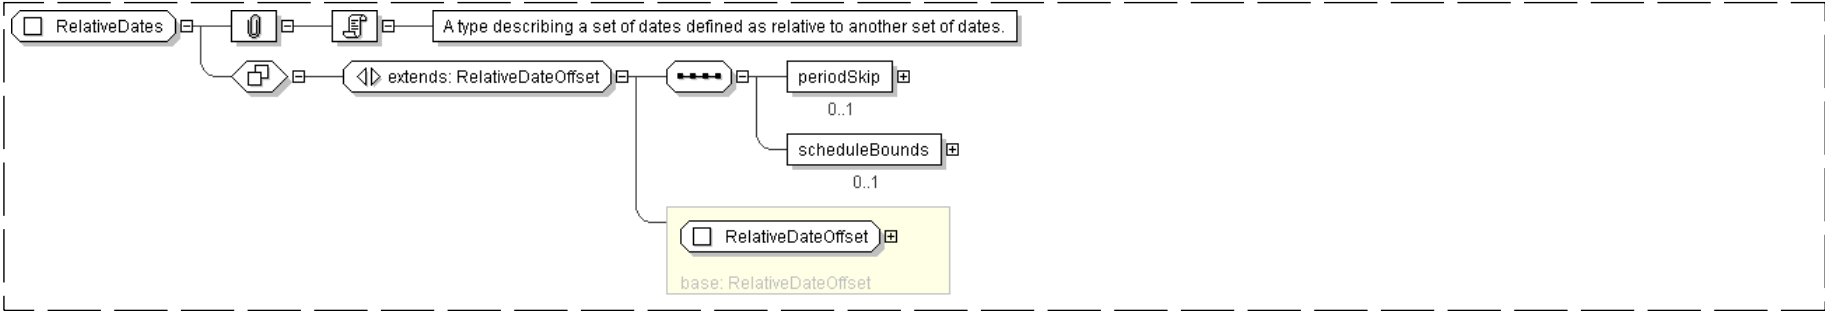 RelativeDates
A type describing a set of dates defined as relative to another set of dates.
extends: RelativeDateOffset
periodSkip
0..1
scheduleBounds
0..1
RelativeDateOffset
base: RelativeDateOffset